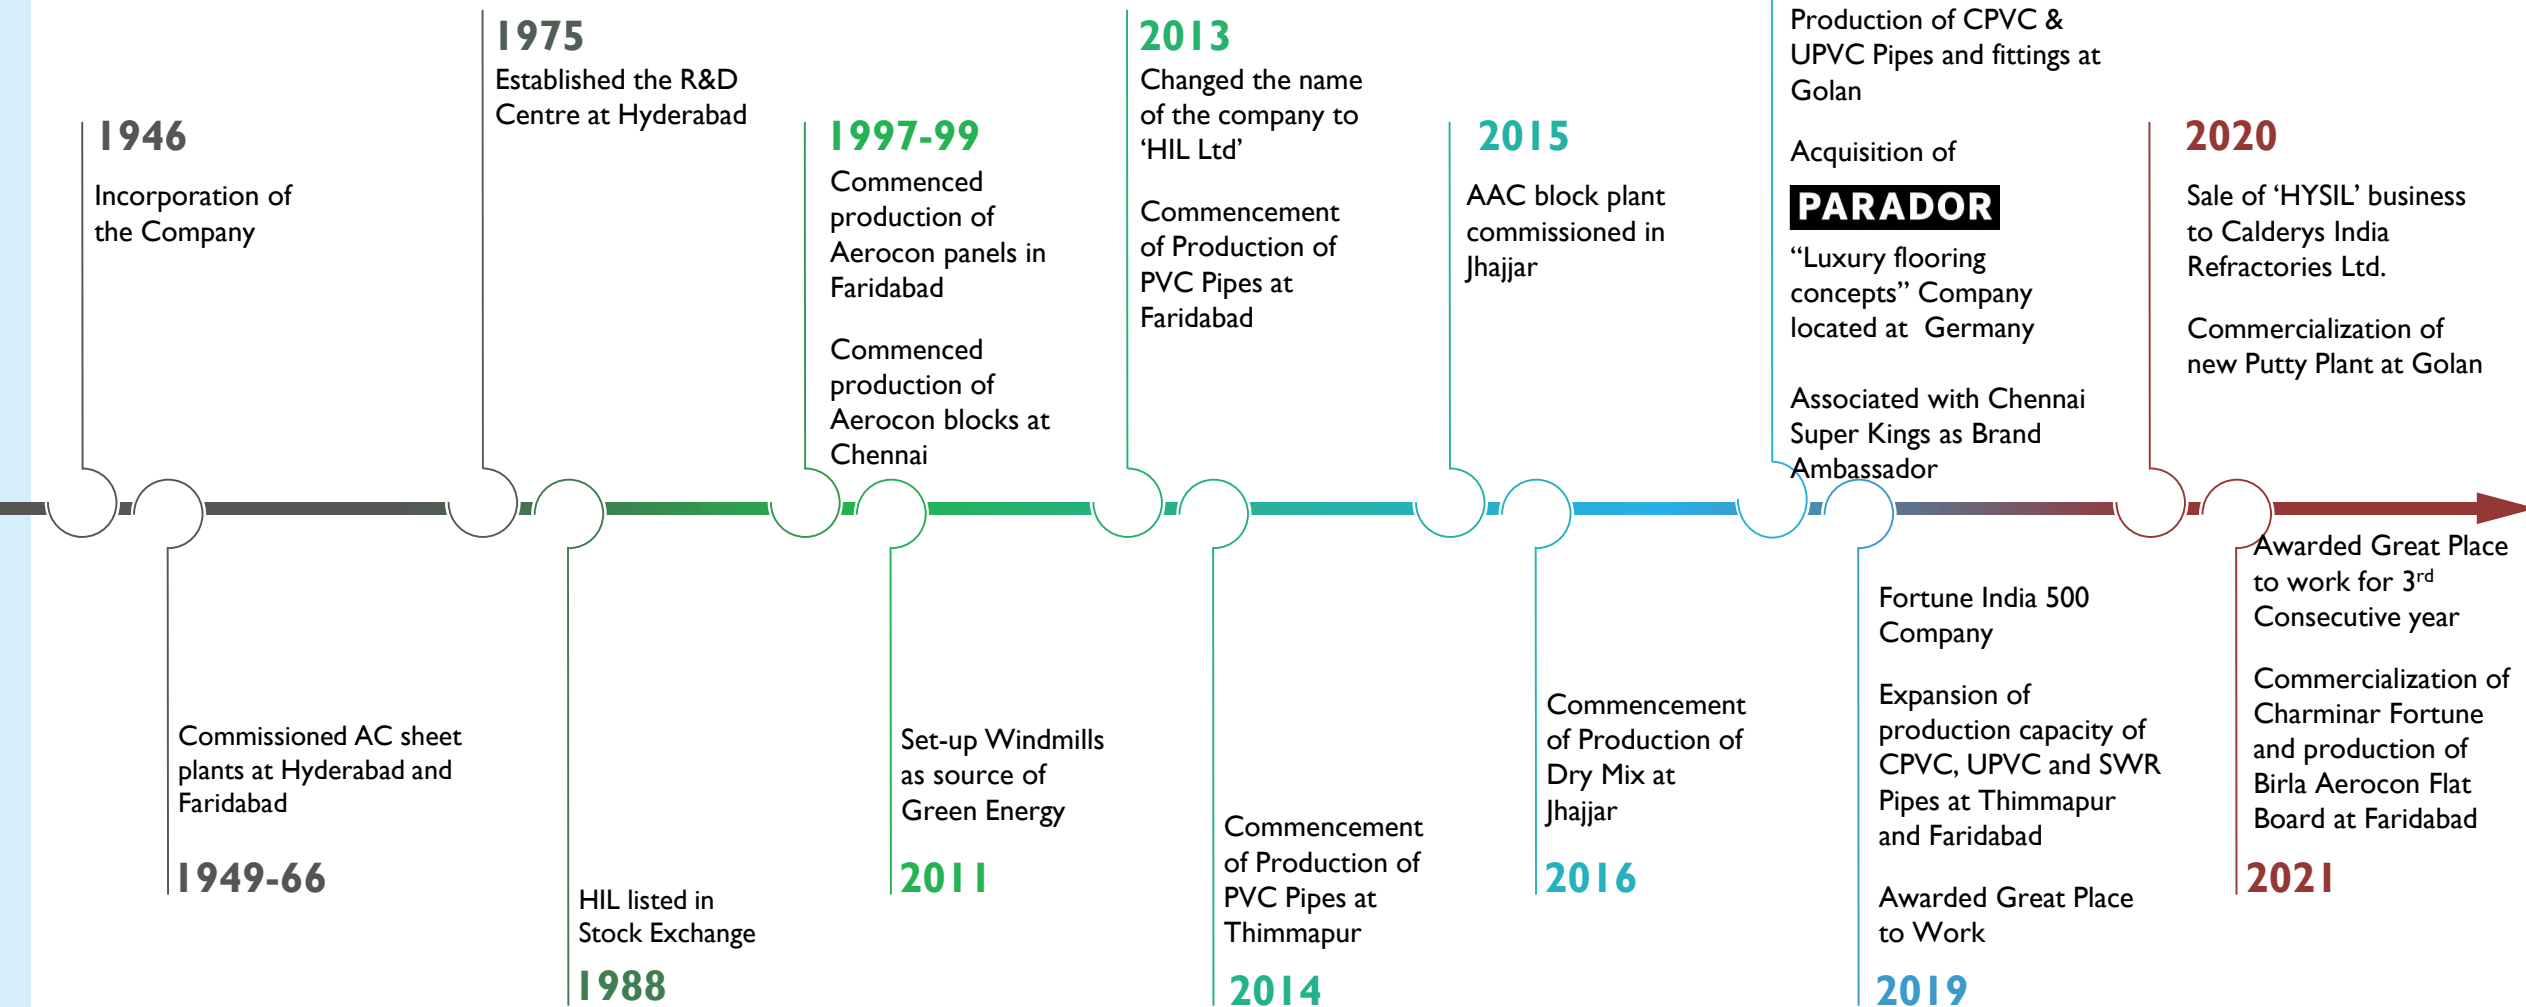 1946
Incorporation of
the Company
Commissioned AC sheet
plants at Hyderabad and
Faridabad
1949-66
1975
Established the R&D
Centre at Hyderabad
HIL listed in
Stock Exchange
1988
1997-99
Commenced
production of
Aerocon panels in
Faridabad
Commenced
production of
Aerocon blocks at
Chennai
Set-up Windmills
as source of
Green Energy
2011
2013
Changed the name
of the company to
‘HIL Ltd’
Commencement
of Production of
PVC Pipes at
Faridabad
Commencement
of Production of
PVC Pipes at
Thimmapur
2014
2015
AAC block plant
commissioned in
Jhajjar
Commencement
of Production of
Dry Mix at
Jhajjar
2016
Production of CPVC &
UPVC Pipes and fittings at
Golan
Acquisition of
PARADOR
“Luxury flooring
concepts” Company
located at Germany
Associated with Chennai
Super Kings as Brand
Ambassador
Fortune India 500
Company
Expansion of
production capacity of
CPVC, UPVC and SWR
Pipes at Thimmapur
and Faridabad
Awarded Great Place
to Work
2019
2020
Sale of ‘HYSIL’ business
to Calderys India
Refractories Ltd.
Commercialization of
new Putty Plant at Golan
Awarded Great Place
to work for 3rd
Consecutive year
Commercialization of
Charminar Fortune
and production of
Birla Aerocon Flat
Board at Faridabad
2021